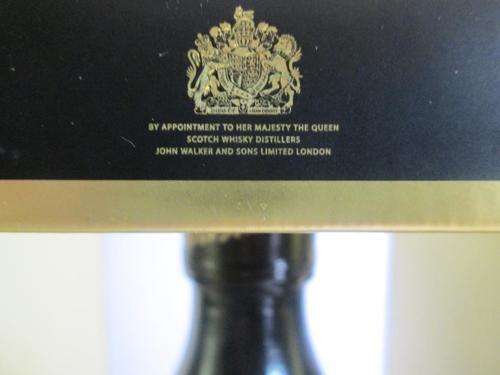 BY APPOINTMENT TO HER MAJESTY THE QUEEN
SCOTCH WHISKY DISTILLERS
JOHN WALKER AND SONS LIMITED LONDON